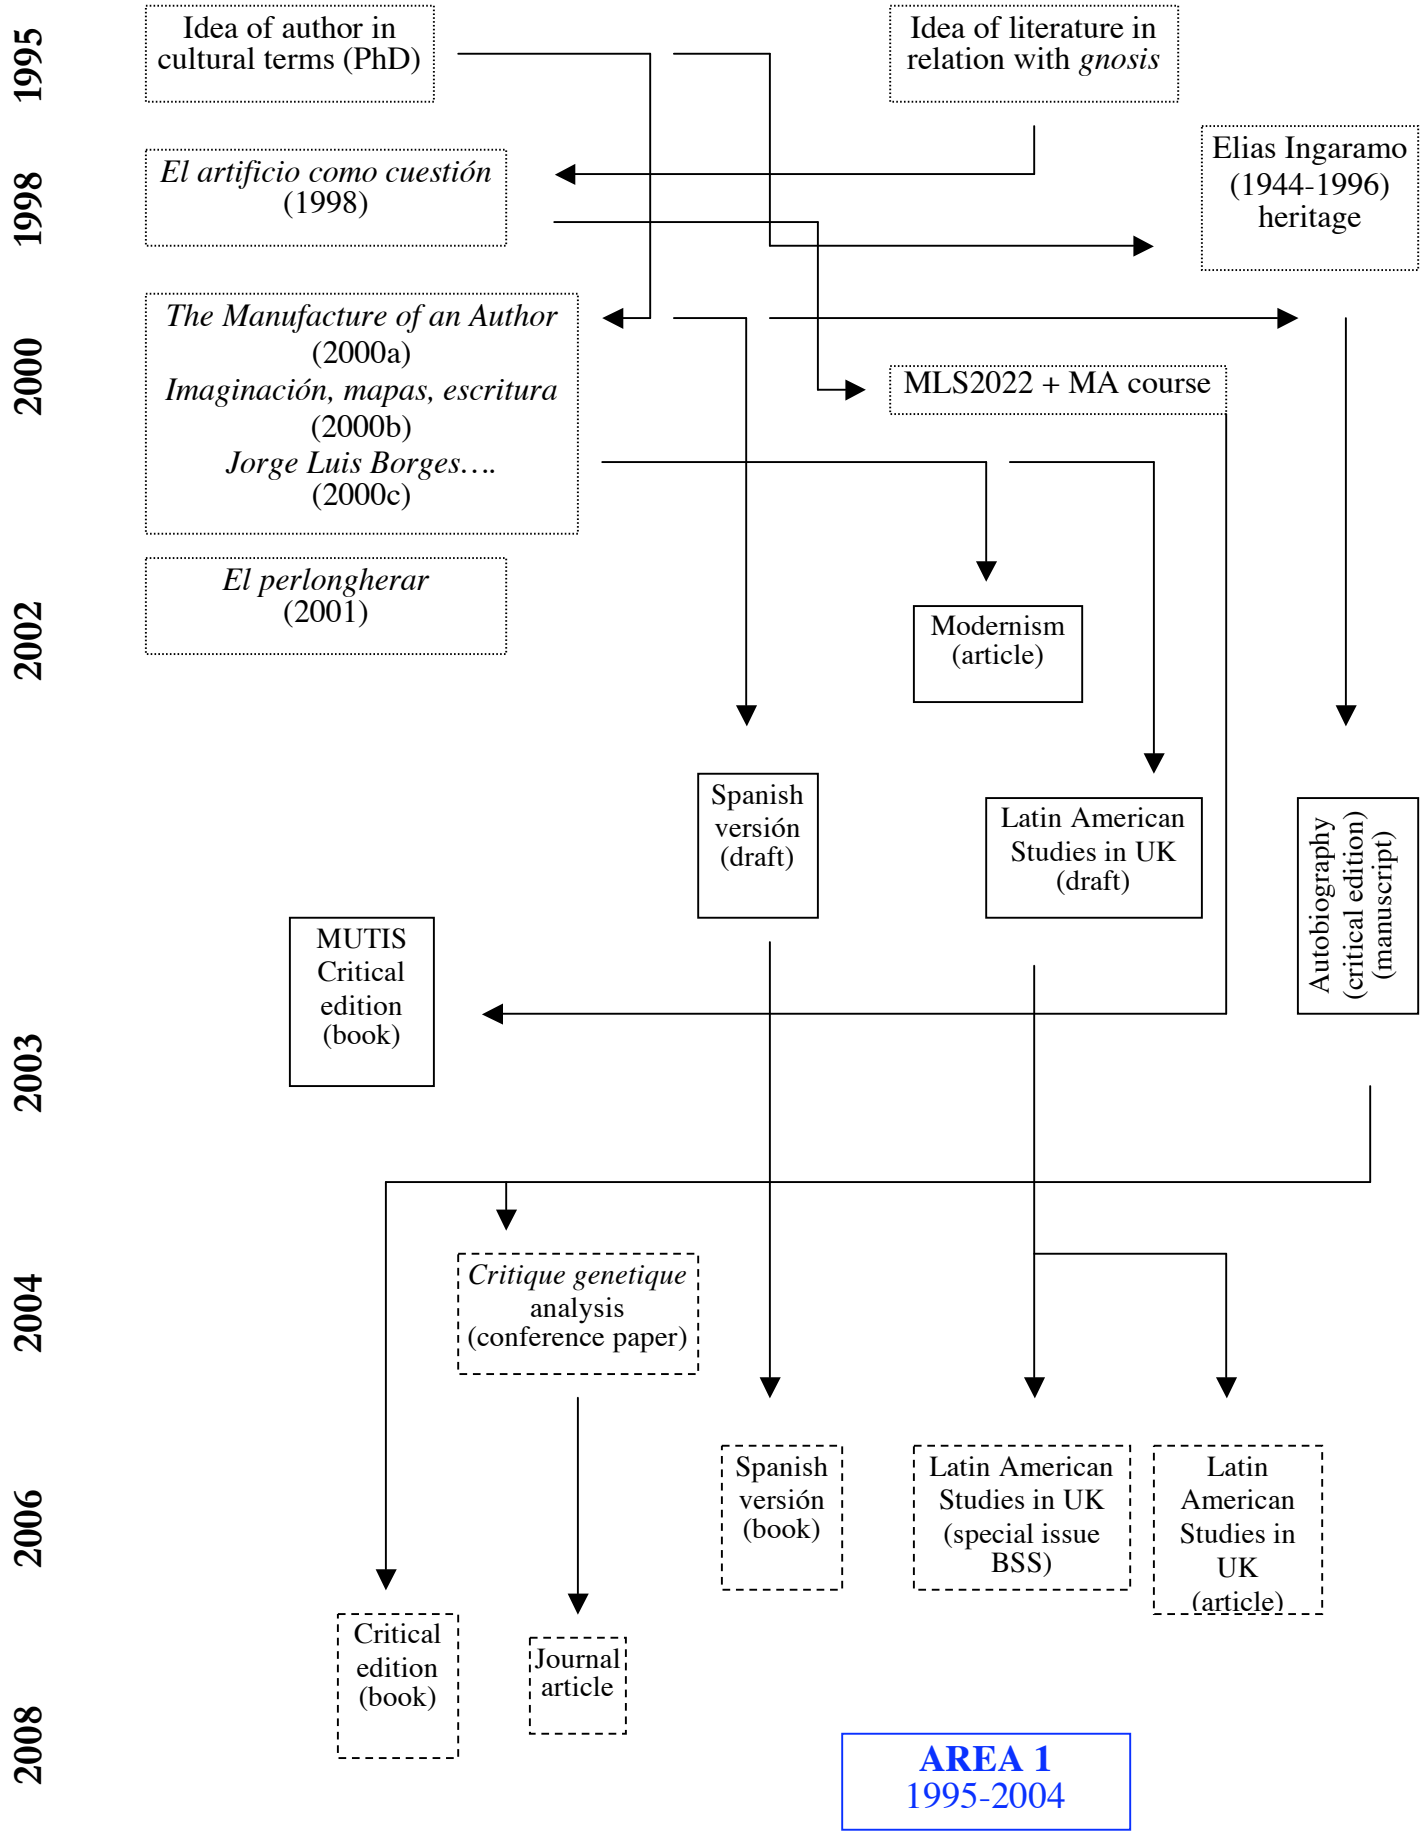 1995
Idea of author in
cultural terms (PhD)
Idea of literature in
relation with gnosis
1998
El artificio como cuestión
(1998)
Elias Ingaramo
(1944-1996)
heritage
2000
The Manufacture of an Author
(2000a)
Imaginación, mapas, escritura
(2000b)
Jorge Luis Borges….
(2000c)
MLS2022 + MA course
2002
El perlongherar
(2001)
Modernism
(article)
Spanish
versión
(draft)
Latin American
Studies in UK
(draft)
Autobiography
(critical edition)
(manuscript)
2003
MUTIS
Critical
edition
(book)
2004
Critique genetique
analysis
(conference paper)
2006
Spanish
versión
(book)
Latin American
Studies in UK
(special issue
BSS)
Latin
American
Studies in
UK
(article)
2008
Critical
edition
(book)
Journal
article
AREA 1
1995-2004